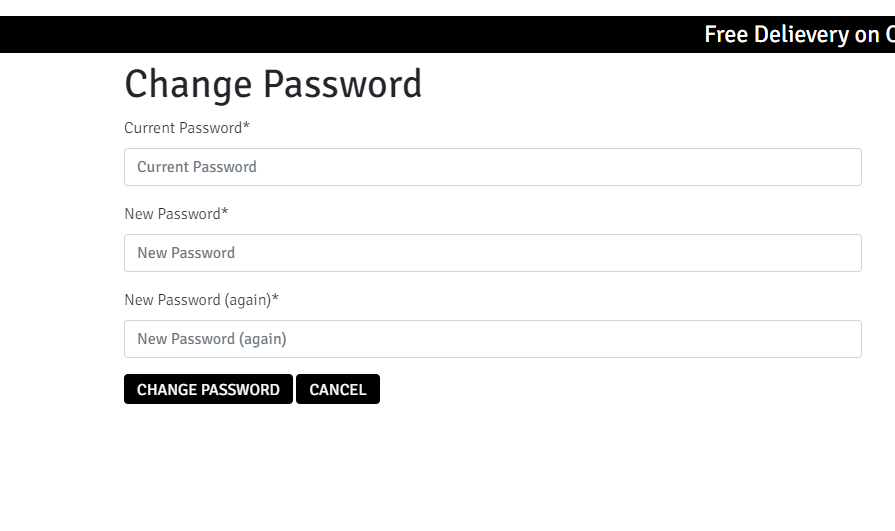 Free Delievery on
Change Password
Current Password*
Current Password
New Password*
New Password
New Password (again)*
New Password (again)
CHANGE PASSWORD CANCEL